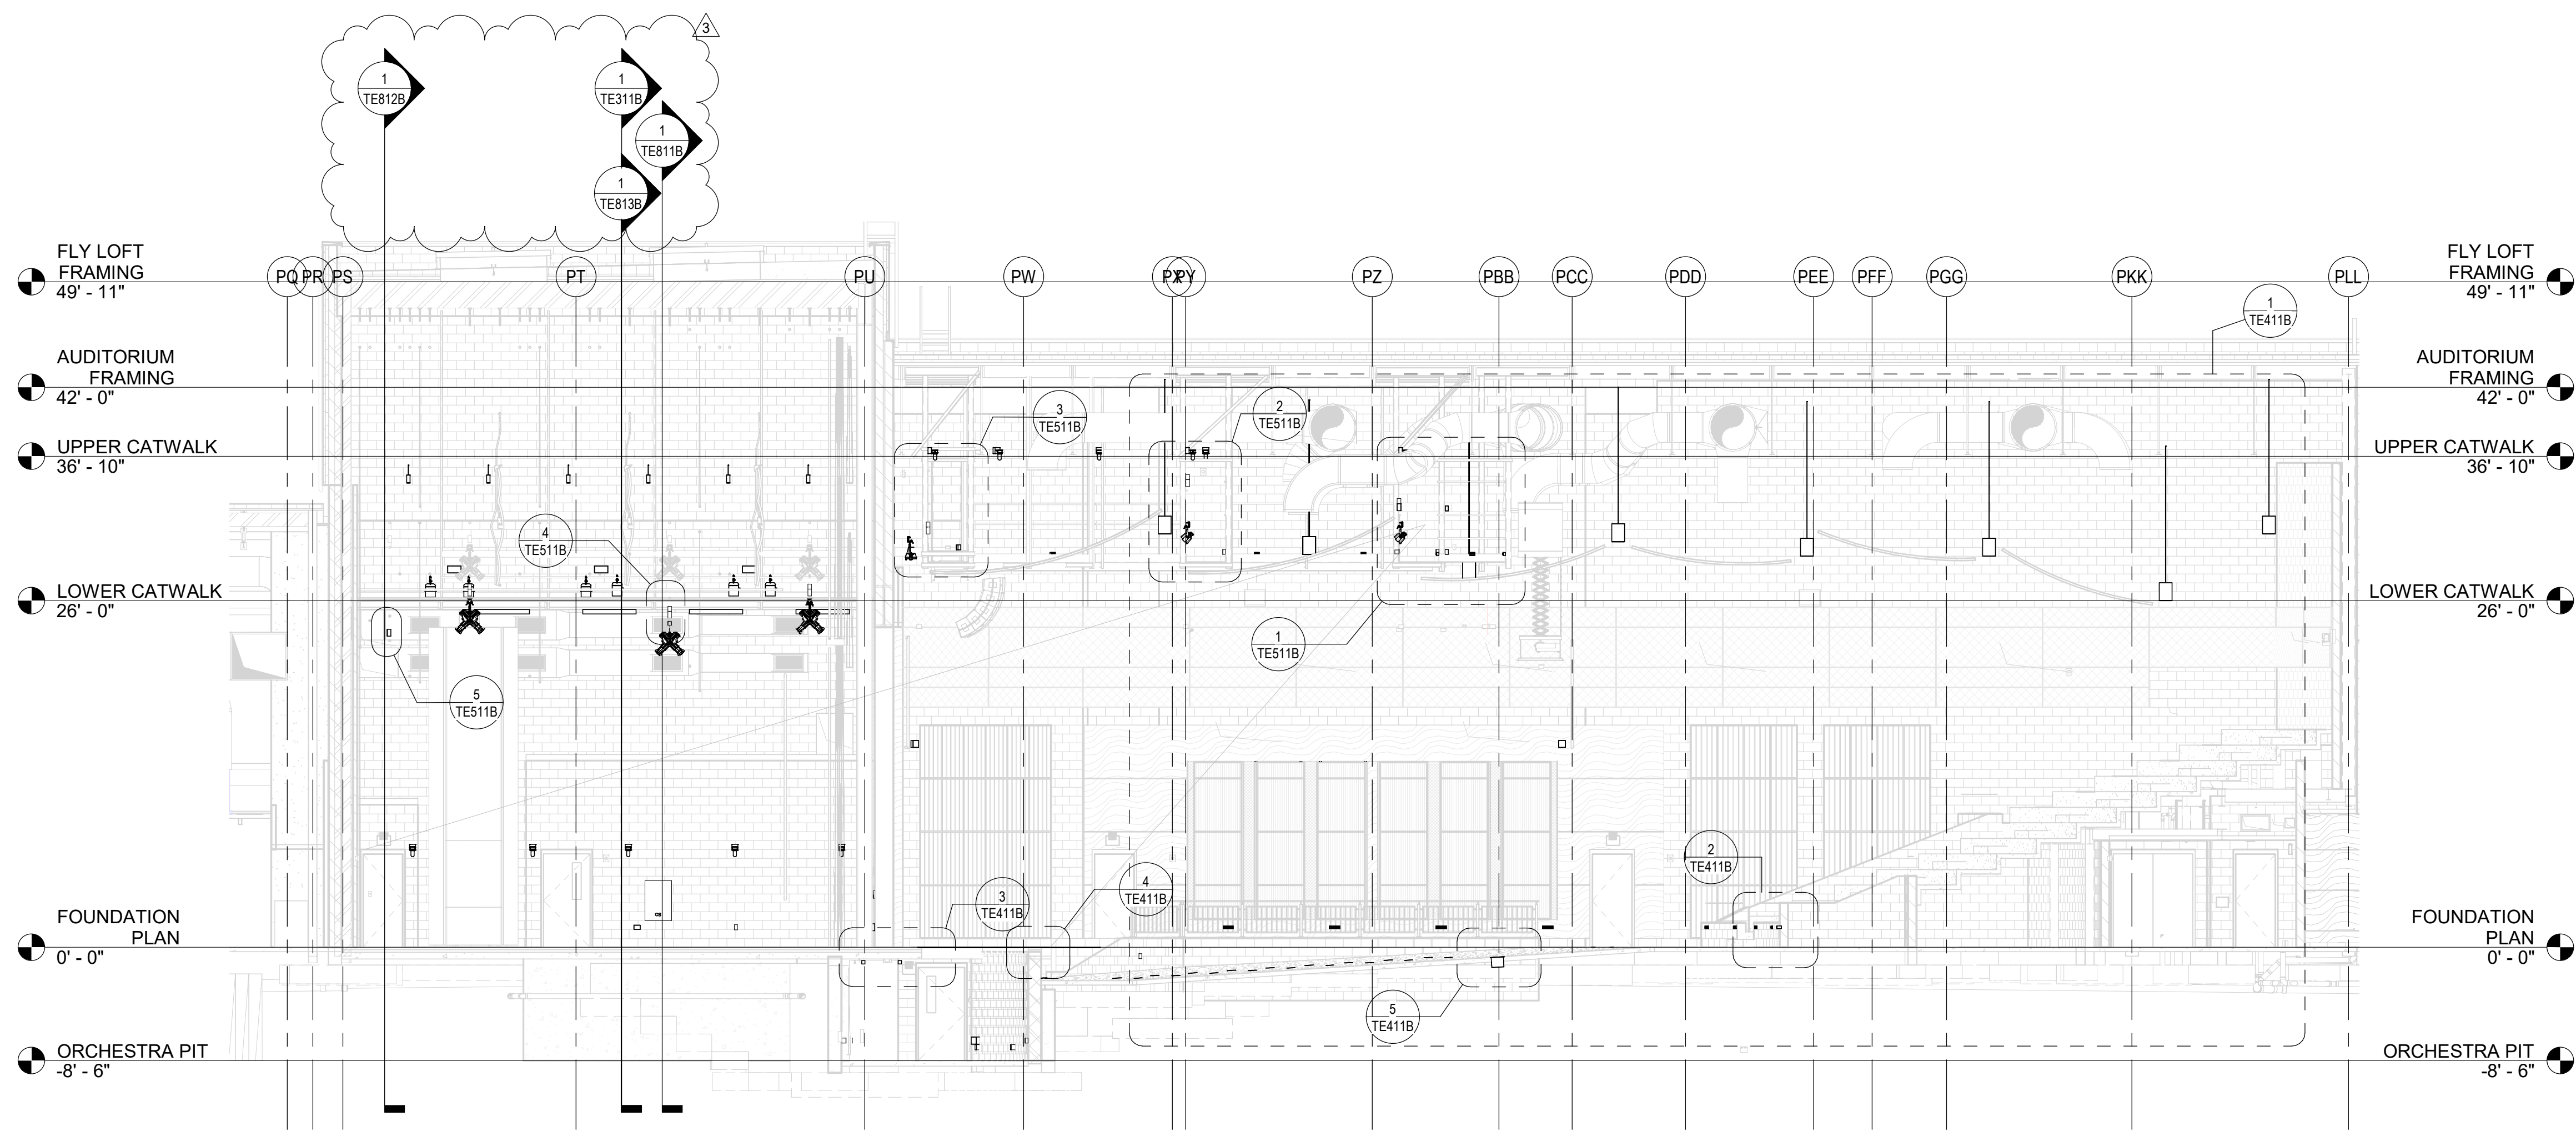 3
1
TE812B
1
TE311B
1
TE811B
1
TE813B
FLY LOFT
FRAMING
49' - 11"
PQ
PR
PS
PT
PU
PW
PX
PY
PZ
PBB
PCC
PDD
PEE
PFF
PGG
PKK
PLL
FLY LOFT
FRAMING
49' - 11"
1
TE411B
AUDITORIUM
FRAMING
42' - 0"
3
TE511B
2
TE511B
AUDITORIUM
FRAMING
42' - 0"
UPPER CATWALK
36' - 10"
UPPER CATWALK
36' - 10"
4
TE511B
LOWER CATWALK
26' - 0"
LOWER CATWALK
26' - 0"
1
TE511B
5
TE511B
2
TE411B
3
TE411B
4
TE411B
CS
FOUNDATION
PLAN
0' - 0"
FOUNDATION
PLAN
0' - 0"
5
TE411B
ORCHESTRA PIT
-8' - 6"
ORCHESTRA PIT
-8' - 6"